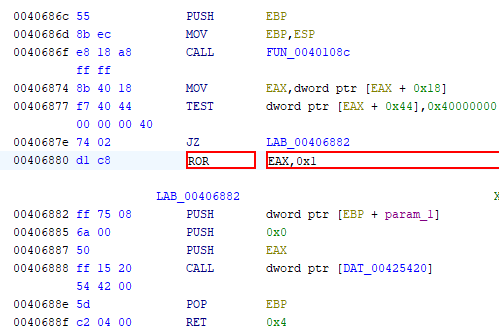 0040686c 55 PUSH EBP
0040686d 8b ec MOV EBP,ESP
0040686f e8 18 a8 CALL FUN_0040108c
ff ff
00406874 8b 40 18 MOV EAX,dword ptr [EAX + 0x18]
00406877 f7 40 44 TEST dword ptr [EAX + 0x44],0x40000000
00 00 00 40
0040687e 74 02 JZ LAB_00406882
00406880 d1 c8 ROR EAX,0x1
LAB_00406882 X
00406882 ff 75 08 PUSH dword ptr [EBP + param_1]
00406885 6a 00 PUSH 0x0
00406887 50 PUSH EAX
00406888 ff 15 20 CALL dword ptr [DAT_00425420]
54 42 00
0040688e 5d POP EBP
0040688f c2 04 00 RET 0x4